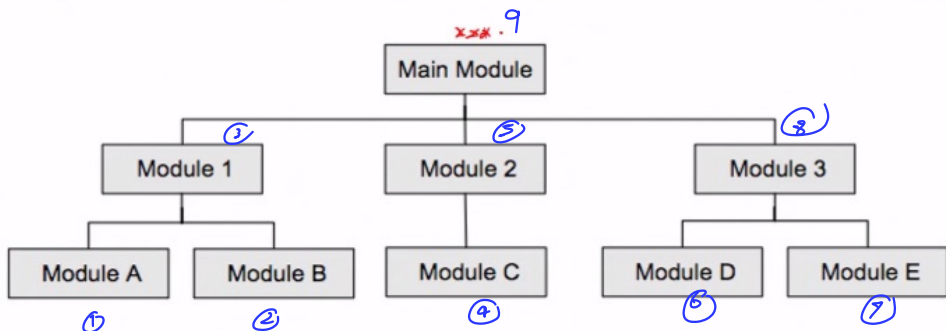 9
Main Module
③ ⑤ ⑧
Module 1 Module 2 Module 3
Module A Module B Module C Module D Module E
① ② ④ ⑥ ⑦